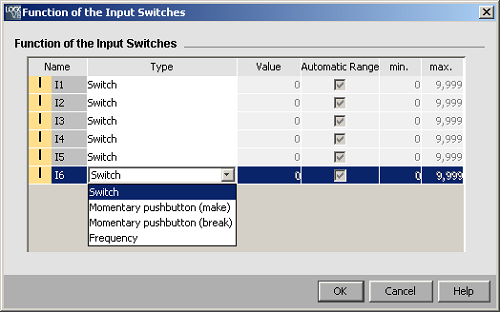 Function of the Input Switches
Function of the Input Switches
Name Type Value Automatic Range min. max.
I I1 Switch 0 0 9,999
I I2 Switch 0 0 9,999
I I3 Switch 0 0 9,999
I I4 Switch 0 0 9,999
I I5 Switch 0 0 9,999
I I6 Switch 0 0 9,999
Switch
Momentary pushbutton (make)
Momentary pushbutton (break)
Frequency
OK Cancel Help